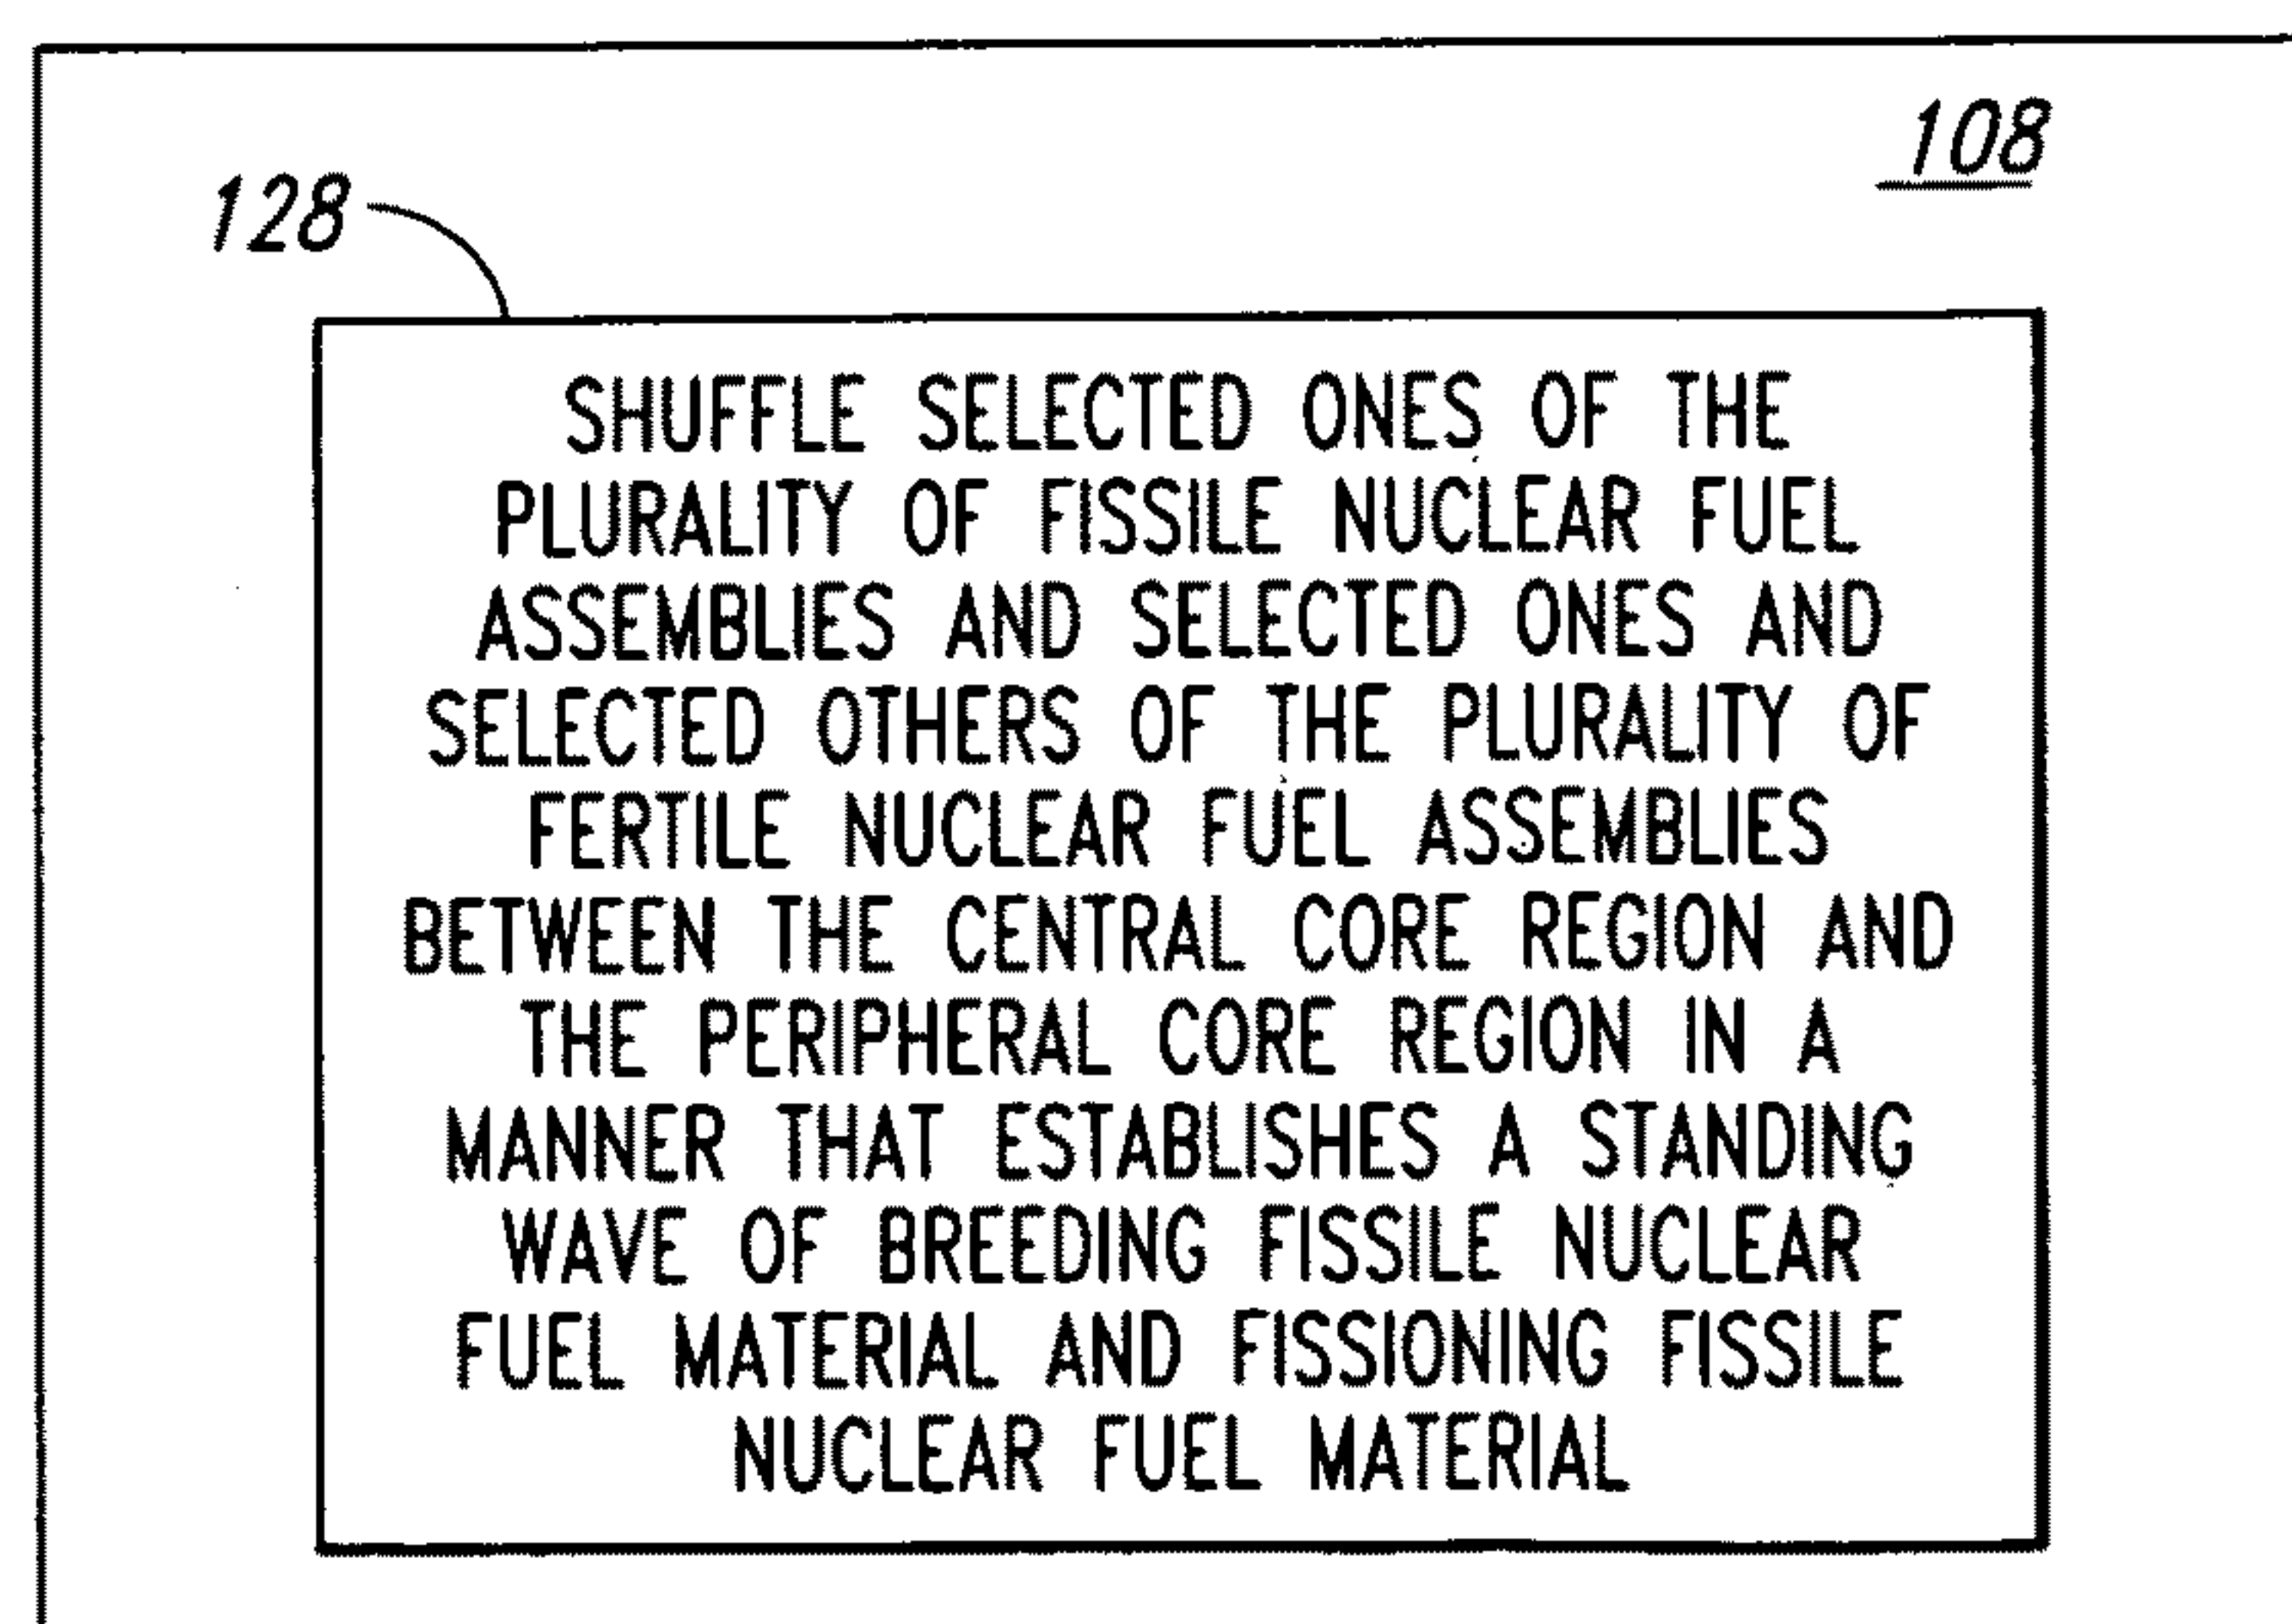 108
128
SHUFFLE SELECTED ONES OF THE
PLURALITY OF FISSILE NUCLEAR FUEL
ASSEMBLIES AND SELECTED ONES AND
SELECTED OTHERS OF THE PLURALITY OF
FERTILE NUCLEAR FUEL ASSEMBLIES
BETWEEN THE CENTRAL CORE REGION AND
THE PERIPHERAL CORE REGION IN A
MANNER THAT ESTABLISHES A STANDING
WAVE OF BREEDING FISSILE NUCLEAR
FUEL MATERIAL AND FISSIONING FISSILE
NUCLEAR FUEL MATERIAL